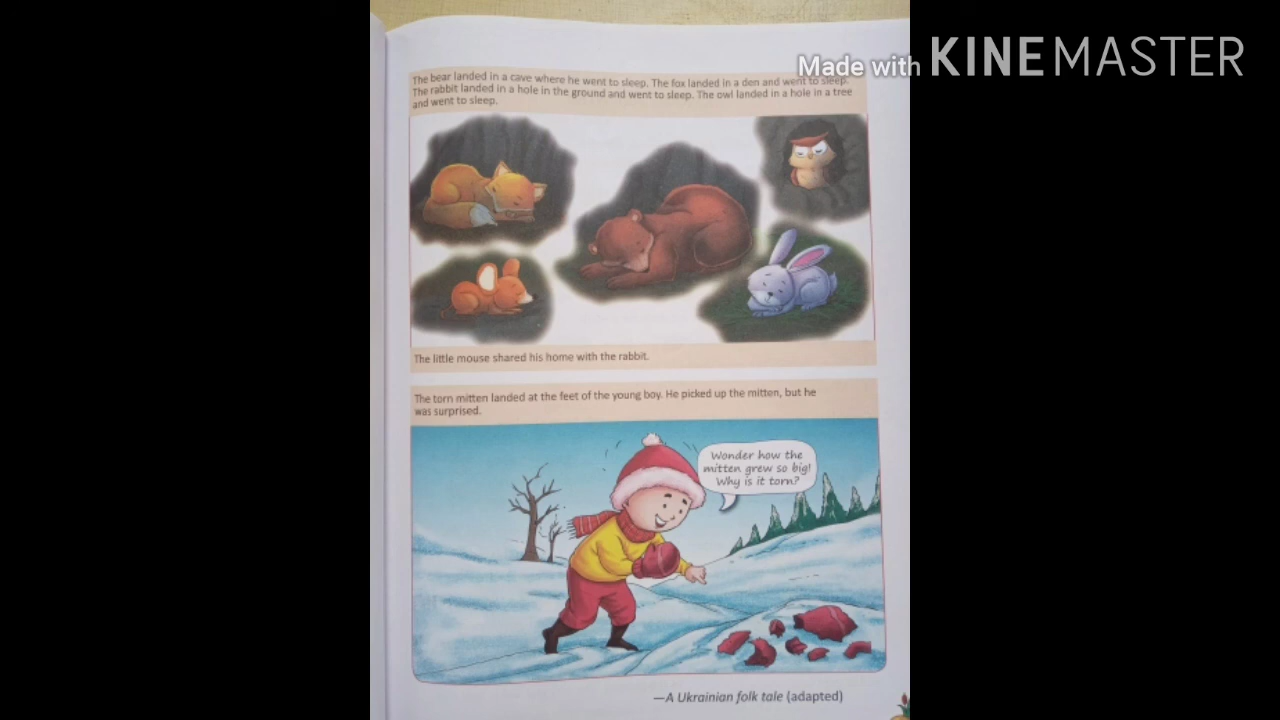 Made with KINEMASTER
The bear landed in a cave where he went to sleep. The fox landed in a den and went to sleep.
The rabbit landed in a hole in the ground and went to sleep. The owl landed in a hole in a tree
and went to sleep.
The little mouse shared his home with the rabbit.
The torn mitten landed at the feet of the young boy. He picked up the mitten, but he
was surprised.
Wonder how the
mitten grew so big!
Why is it torn?
—A Ukrainian folk tale (adapted)